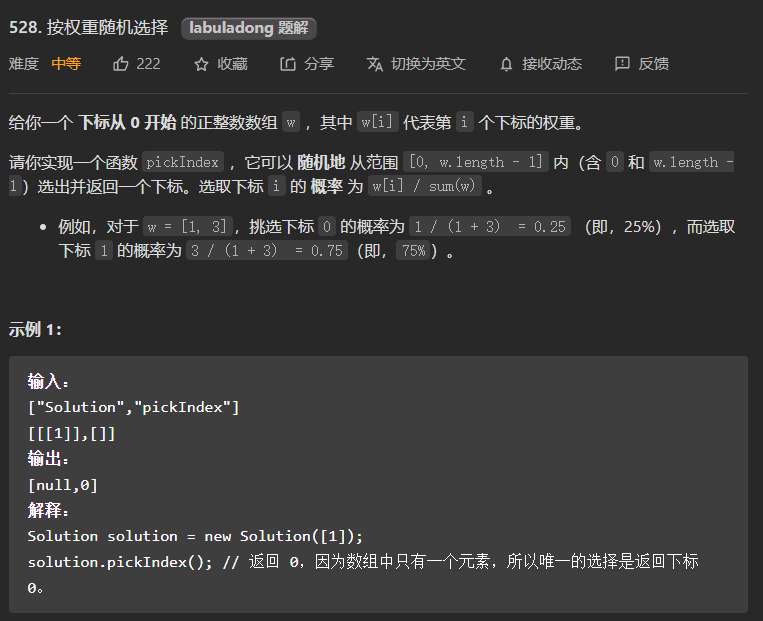 528. 按权重随机选择 labuladong 题解
难度 中等 222 收藏 分享 切换为英文 接收动态 反馈
给你一个 下标从 0 开始 的正整数数组 w ，其中 w[i] 代表第 i 个下标的权重。
请你实现一个函数 pickIndex ，它可以 随机地 从范围 [0, w.length - 1] 内（含 0 和 w.length -
1）选出并返回一个下标。选取下标 i 的 概率 为 w[i] / sum(w) 。
• 例如，对于 w = [1, 3]，挑选下标 0 的概率为 1 / (1 + 3)  = 0.25 （即，25%），而选取
下标 1 的概率为 3 / (1 + 3)  = 0.75（即，75%）。
示例 1：
输入：
["Solution","pickIndex"]
[[[1]],[]]
输出：
[null,0]
解释：
Solution solution = new Solution([1]);
solution.pickIndex(); // 返回 0，因为数组中只有一个元素，所以唯一的选择是返回下标
0。